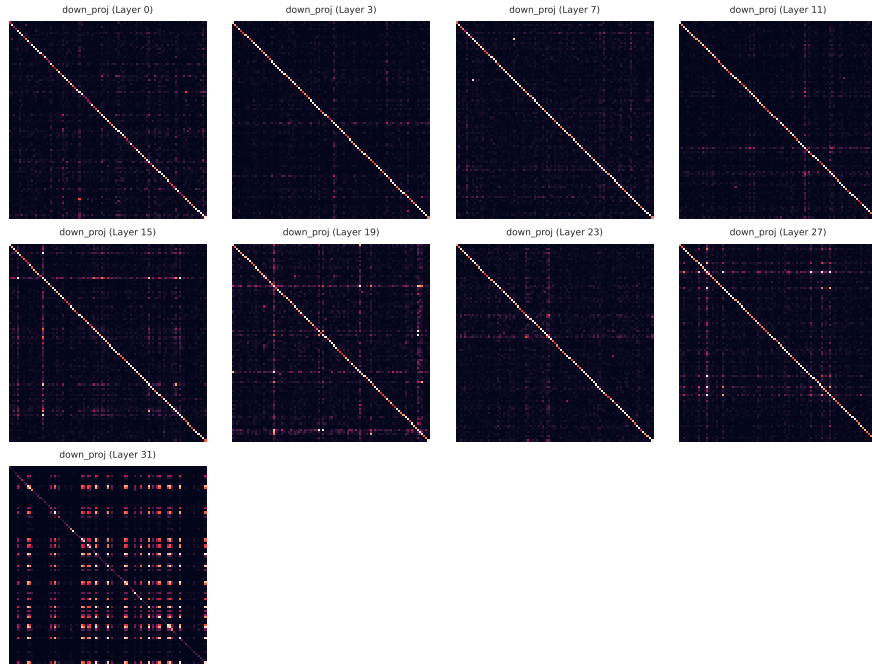 down_proj (Layer 0)
down_proj (Layer 3)
down_proj (Layer 7)
down_proj (Layer 11)
down_proj (Layer 15)
down_proj (Layer 19)
down_proj (Layer 23)
down_proj (Layer 27)
down_proj (Layer 31)